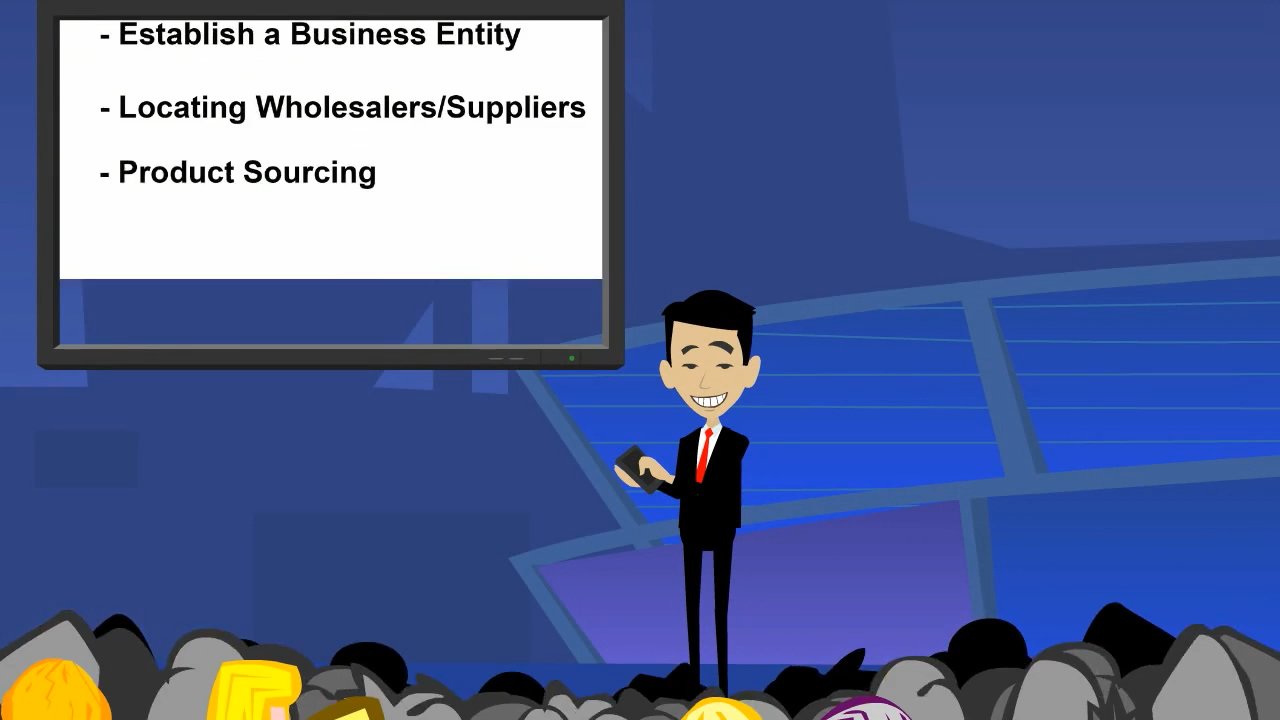 - Establish a Business Entity
- Locating Wholesalers/Suppliers
- Product Sourcing